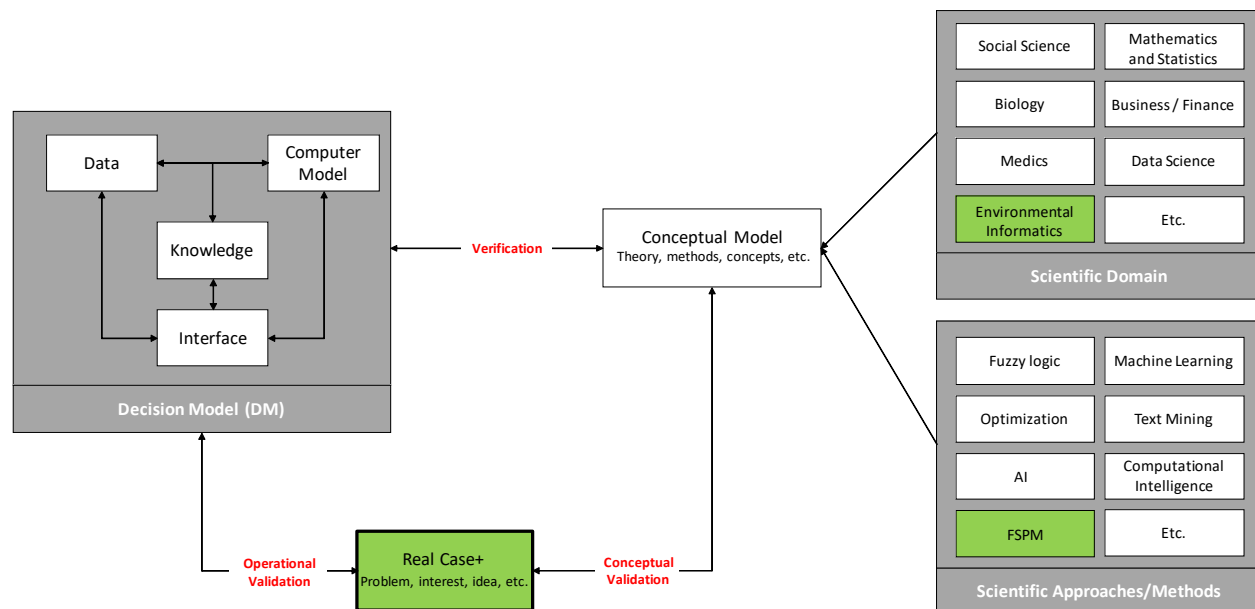 Data
Computer
Model
Knowledge
Interface
Decision Model (DM)
Verification
Conceptual Model
Theory, methods, concepts, etc.
Operational
Validation
Real Case+
Problem, interest, idea, etc.
Conceptual
Validation
Social Science
Mathematics
and Statistics
Biology
Business / Finance
Medics
Data Science
Environmental
Informatics
Etc.
Scientific Domain
Fuzzy logic
Machine Learning
Optimization
Text Mining
AI
Computational
Intelligence
FSPM
Etc.
Scientific Approaches/Methods